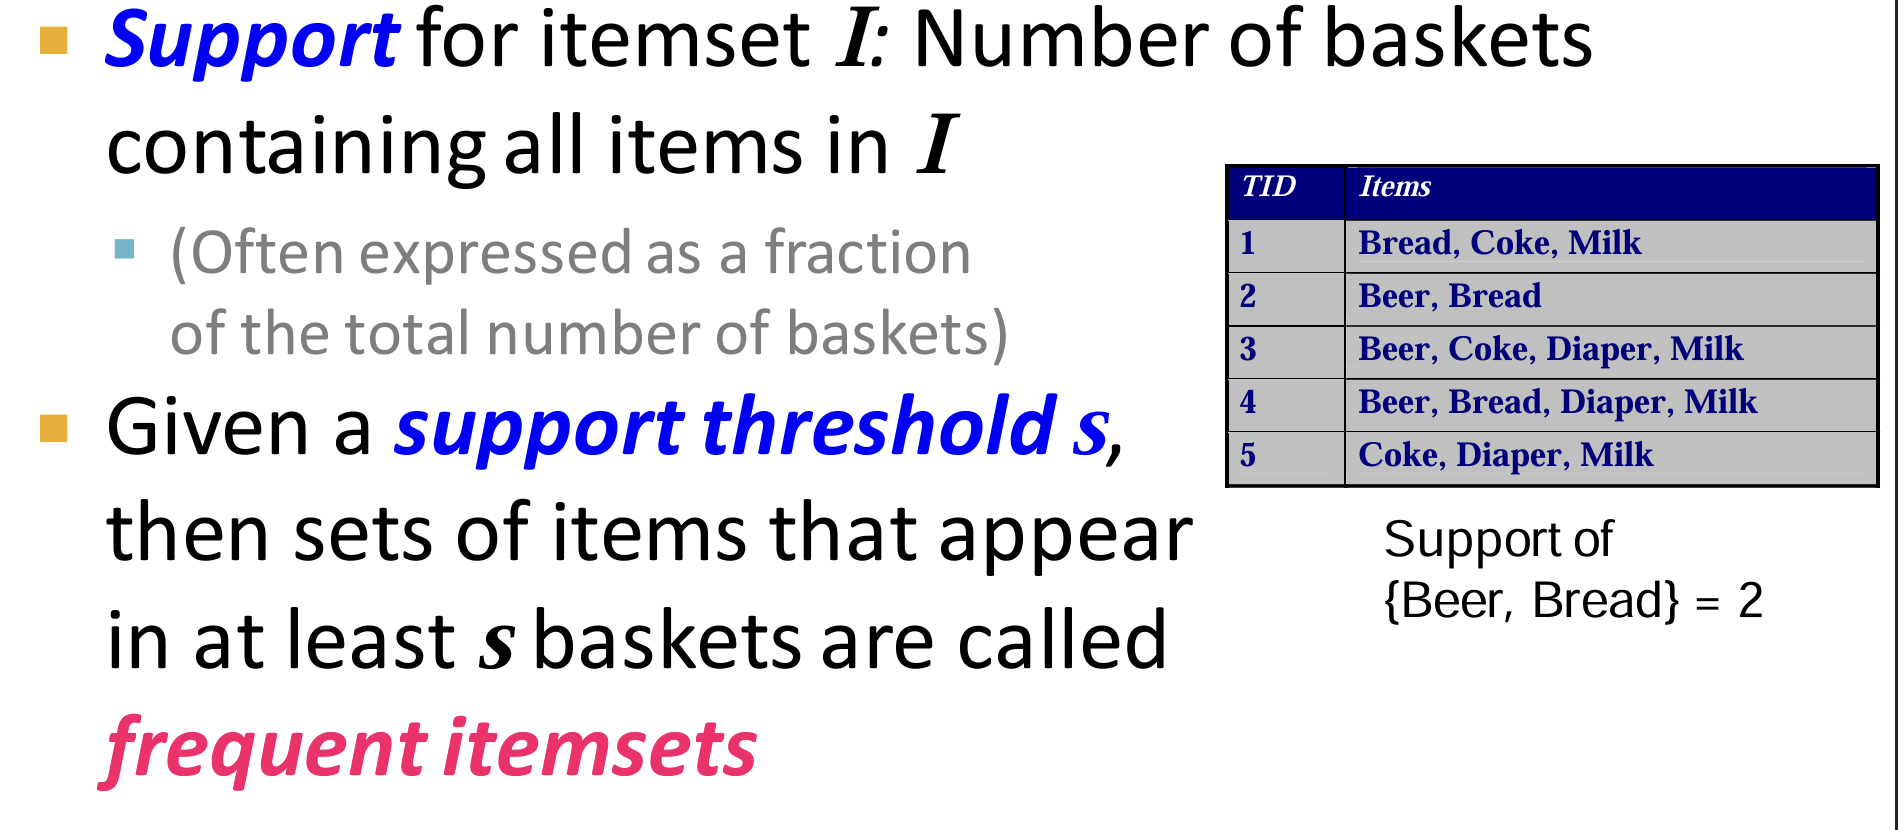 Support for itemset I: Number of baskets
containing all items in I
(Often expressed as a fraction
of the total number of baskets)
Given a support threshold s,
then sets of items that appear
in at least s baskets are called
frequent itemsets
TID Items
1 Bread, Coke, Milk
2 Beer, Bread
3 Beer, Coke, Diaper, Milk
4 Beer, Bread, Diaper, Milk
5 Coke, Diaper, Milk
Support of
{Beer, Bread} = 2